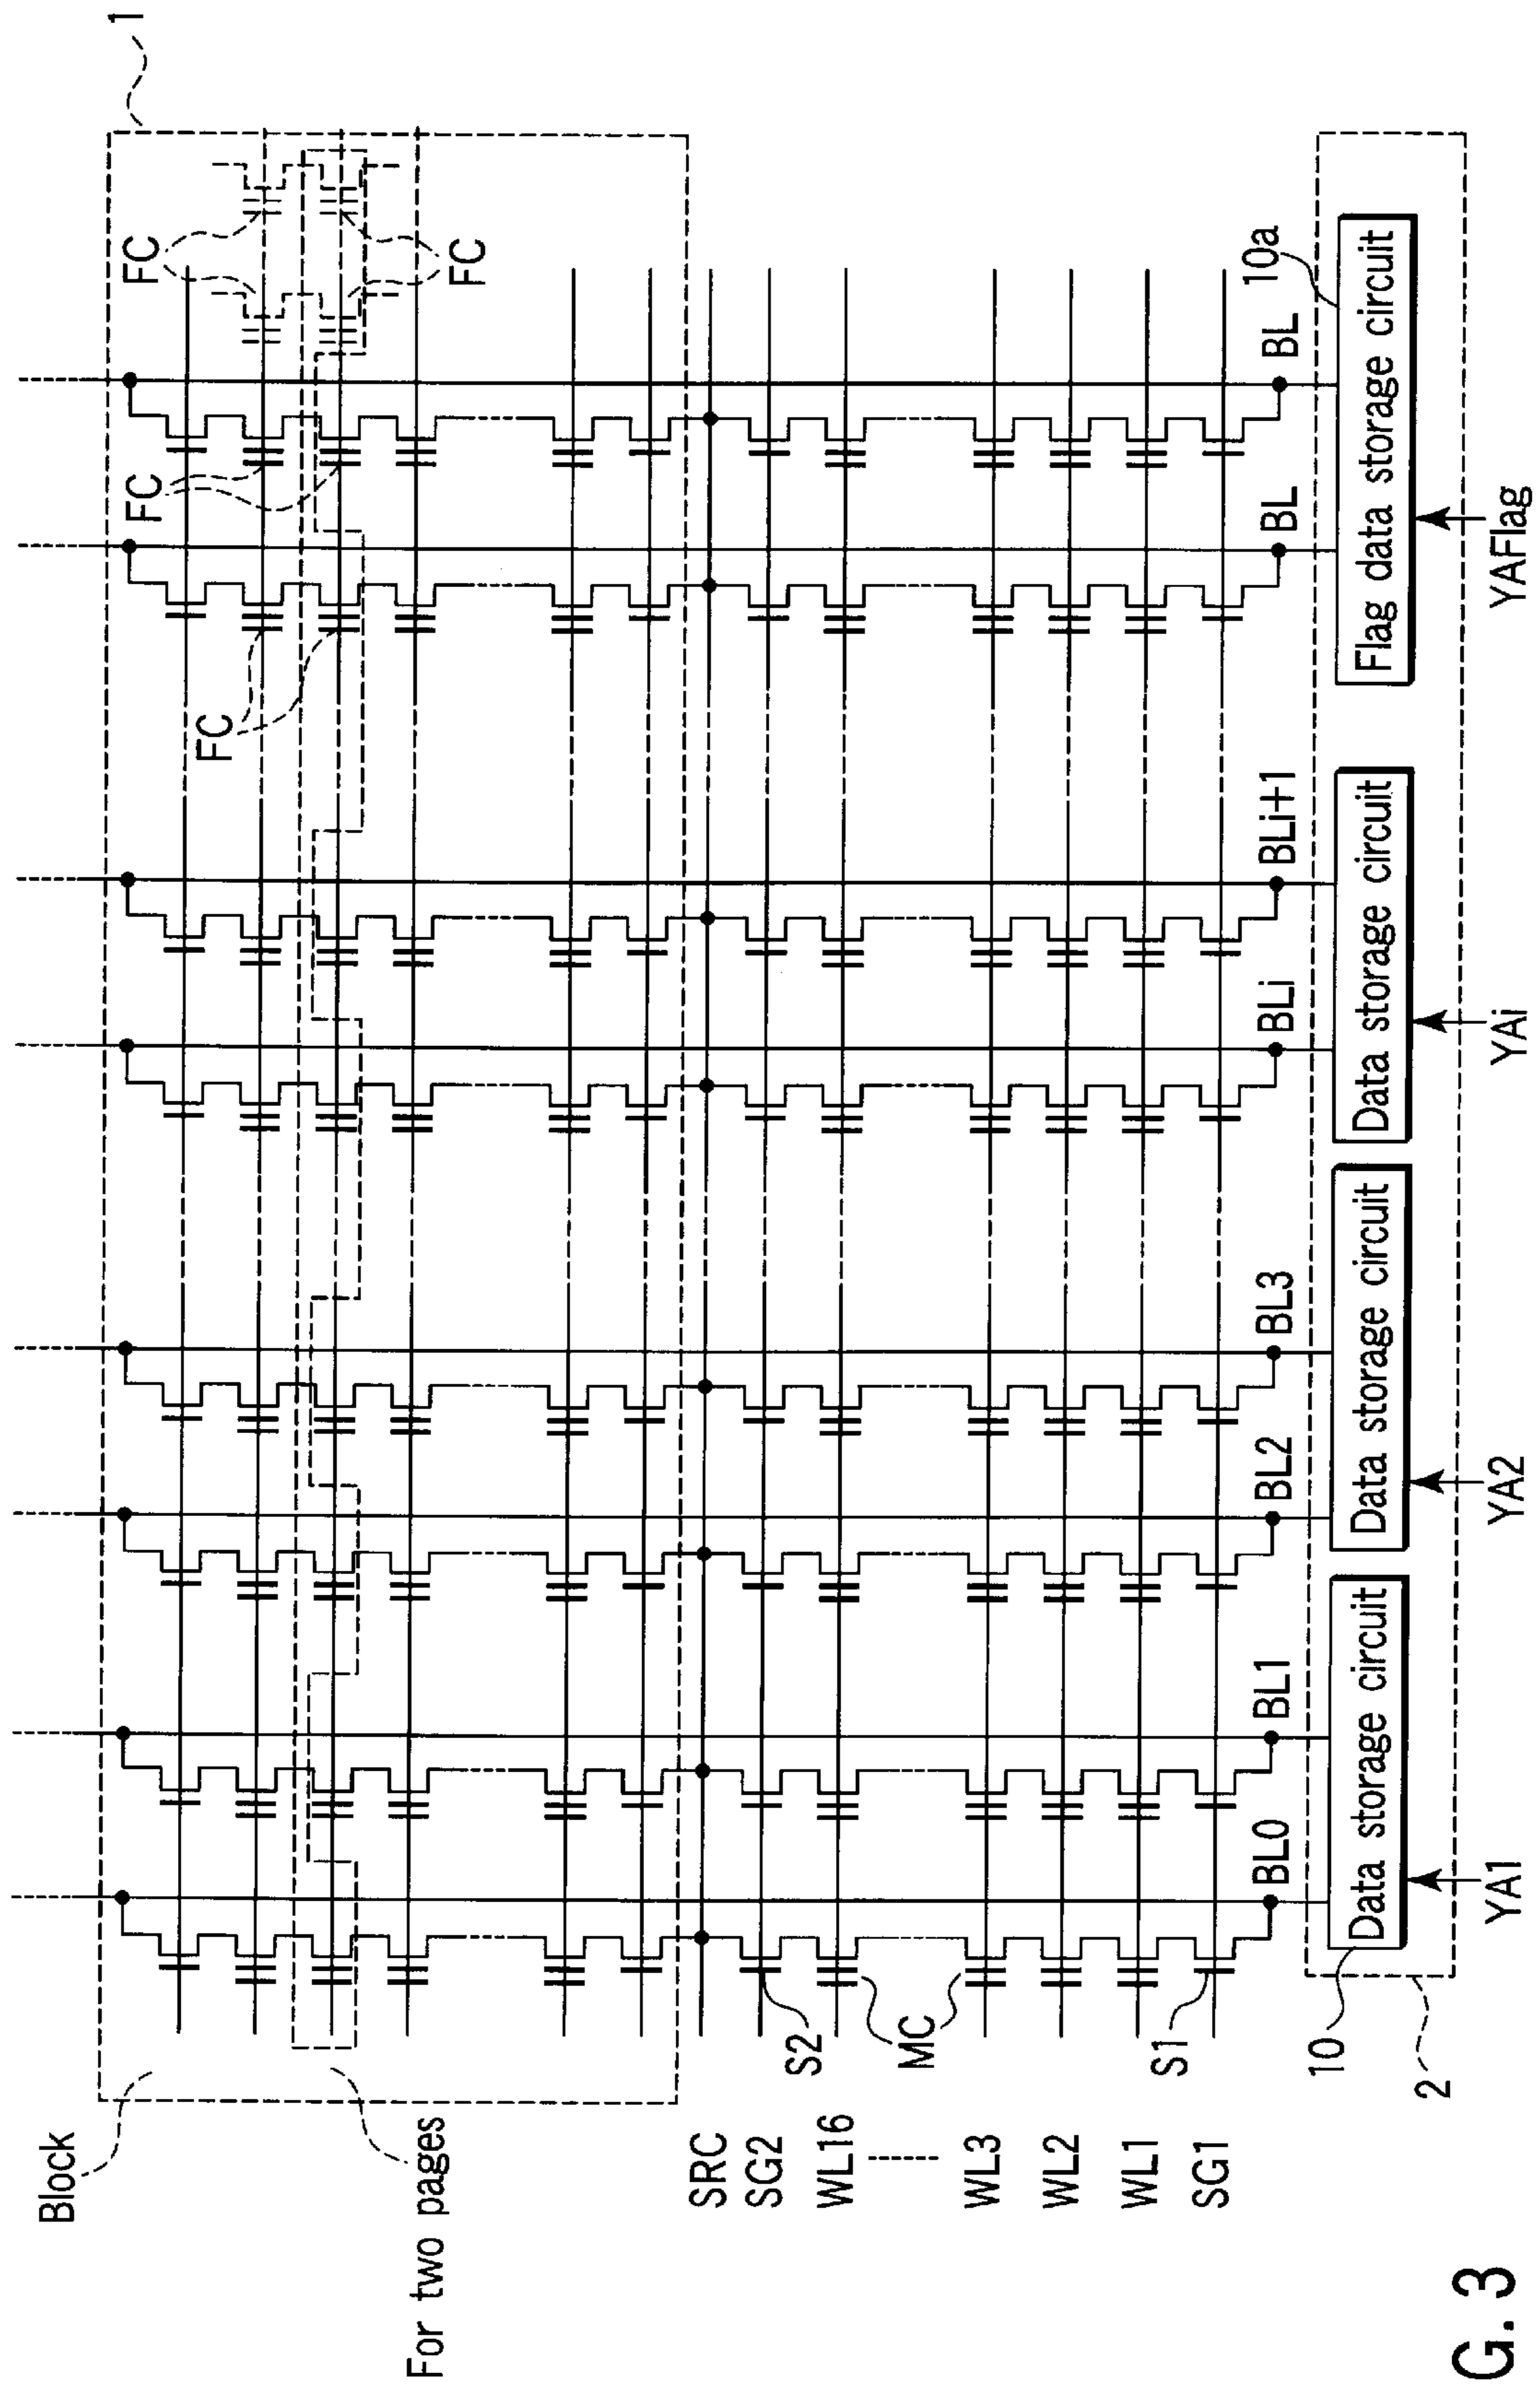 1
Block
For two pages
FC
FC
FC
FC
SRC
SG2
WL16
WL3
WL2
WL1
SG1
S2
MC
S1
BL0
BL1
BL2
BL3
BLi
BLi+1
BL
BL
10
10a
2
Data storage circuit
Data storage circuit
Data storage circuit
Flag data storage circuit
YA1
YA2
YAi
YAFlag
G. 3